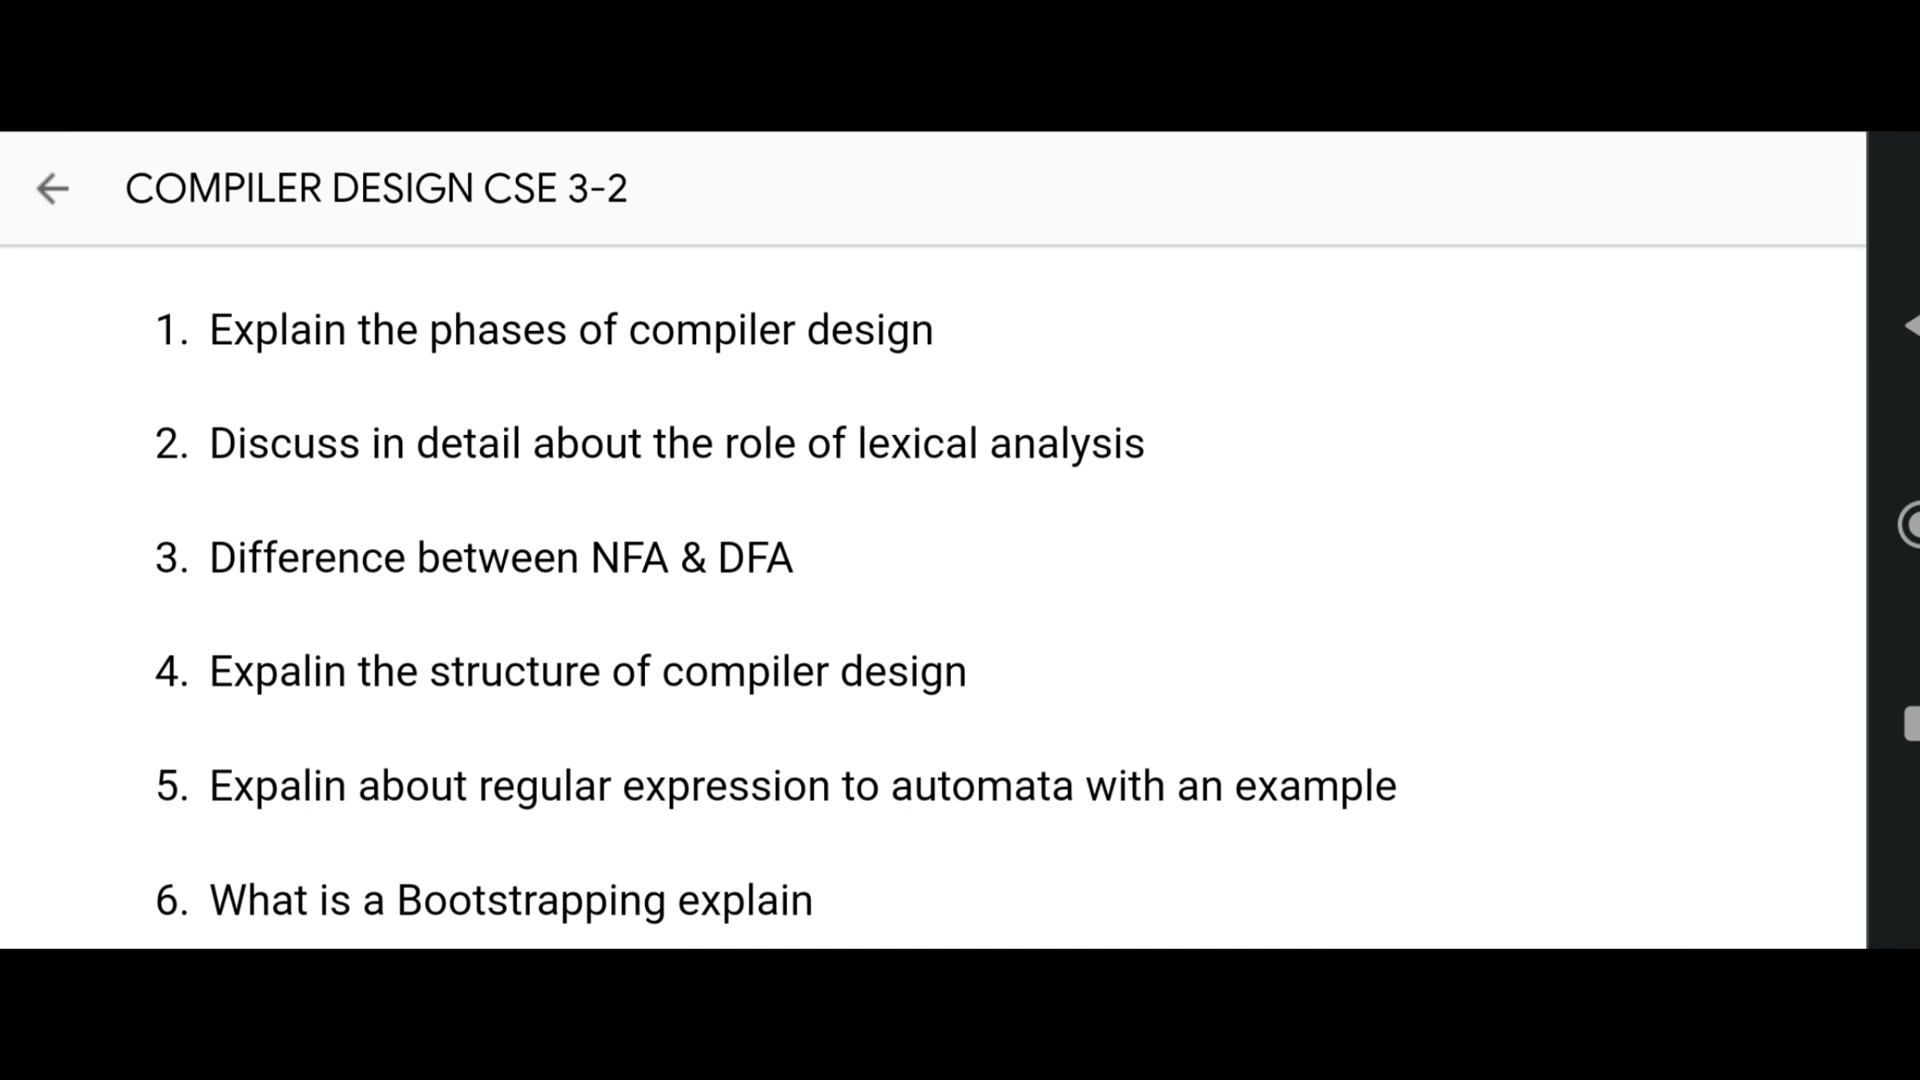 COMPILER DESIGN CSE 3-2
1. Explain the phases of compiler design
2. Discuss in detail about the role of lexical analysis
3. Difference between NFA & DFA
4. Expalin the structure of compiler design
5. Expalin about regular expression to automata with an example
6. What is a Bootstrapping explain